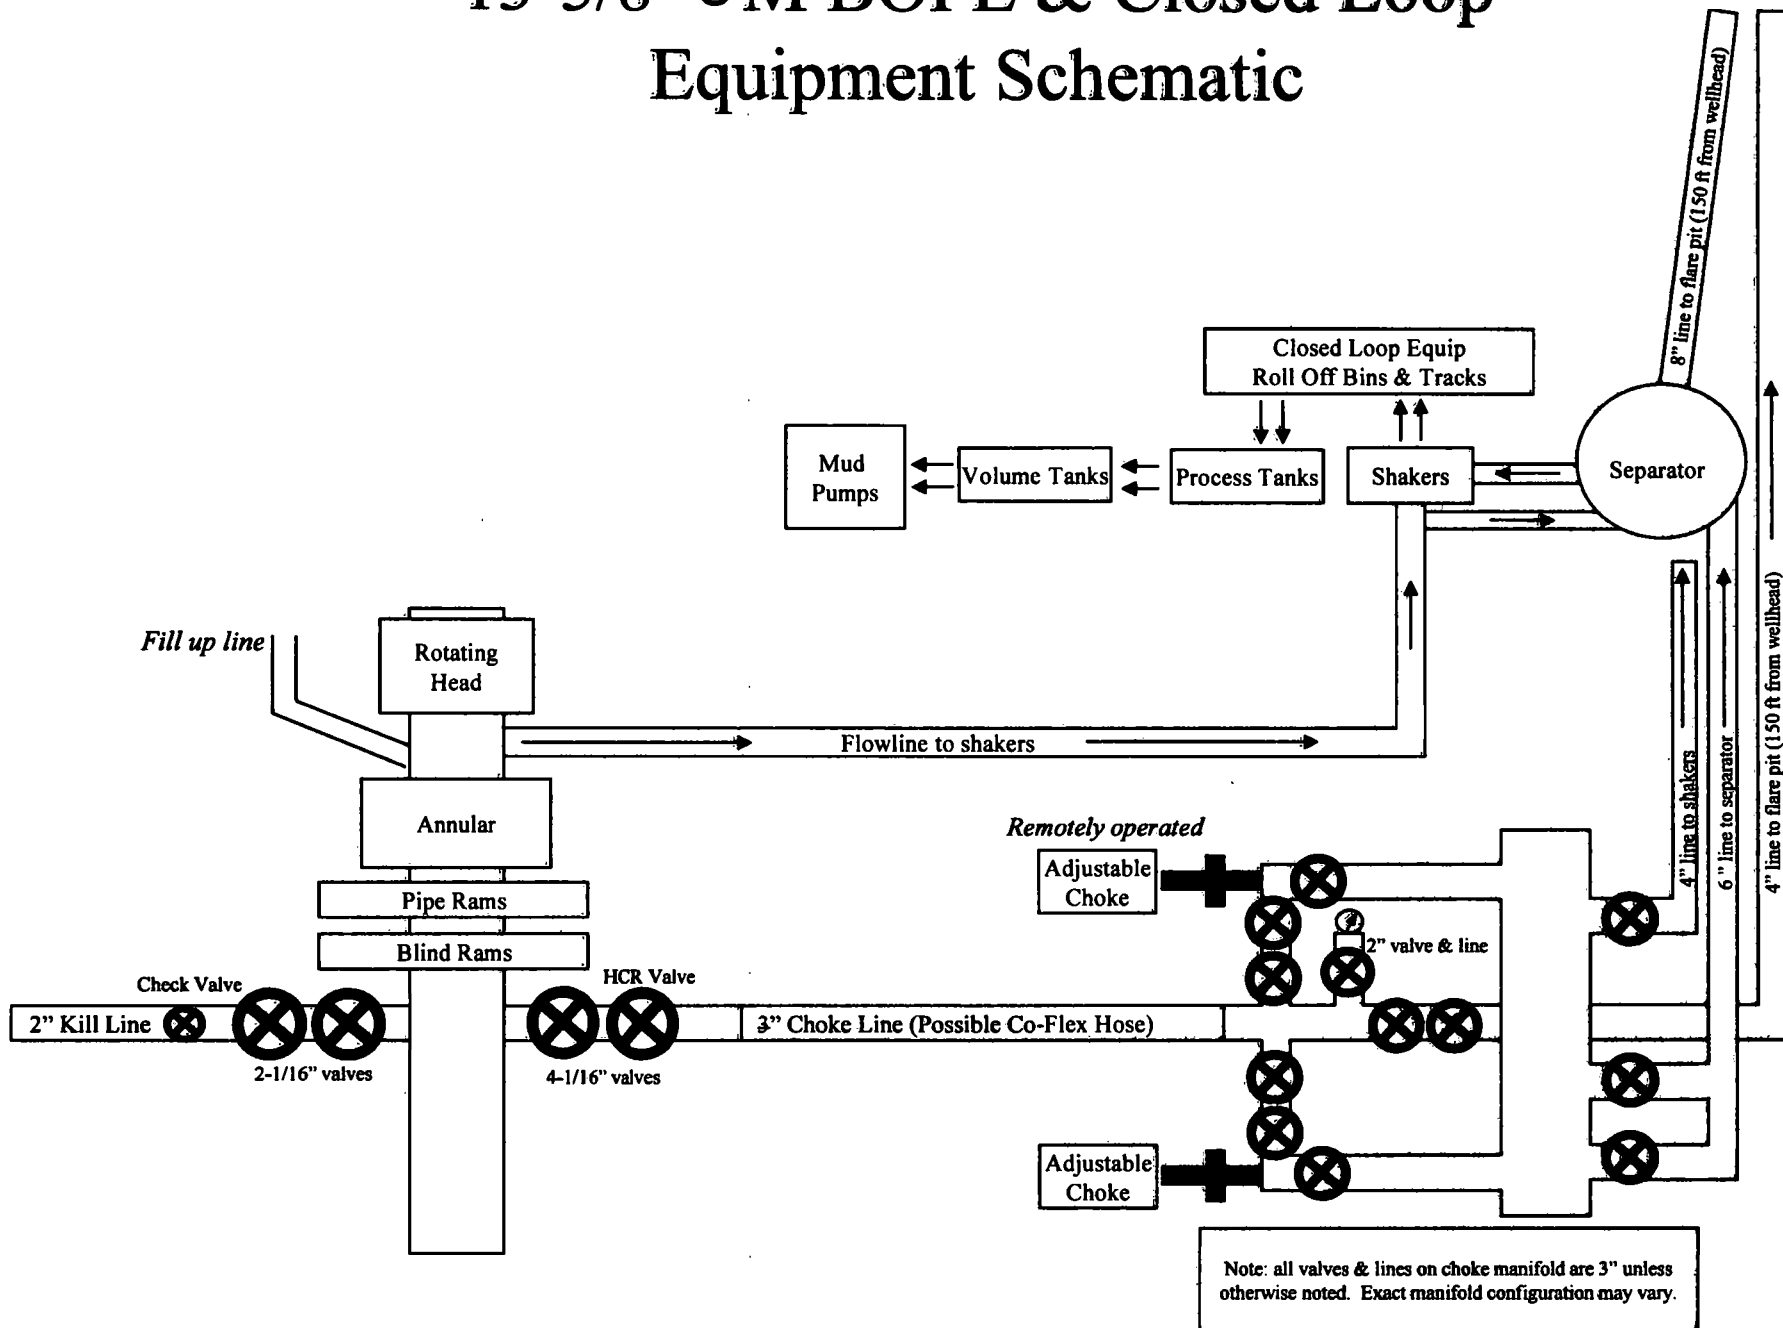 BOPE & Closed Loop
Equipment Schematic
8” line to flare pit (150 ft from wellhead)
Closed Loop Equip
Roll Off Bins & Tracks
Mud
Pumps
Volume Tanks
Process Tanks
Shakers
Separator
Fill up line
Rotating
Head
Flowline to shakers
Annular
Pipe Rams
Blind Rams
Check Valve
HCR Valve
2” Kill Line
3” Choke Line (Possible Co-Flex Hose)
2-1/16” valves
4-1/16” valves
Remotely operated
Adjustable
Choke
2” valve & line
Adjustable
Choke
4” line to shakers
6 ” line to separator
4” line to flare pit (150 ft from wellhead)
Note: all valves & lines on choke manifold are 3” unless
otherwise noted. Exact manifold configuration may vary.